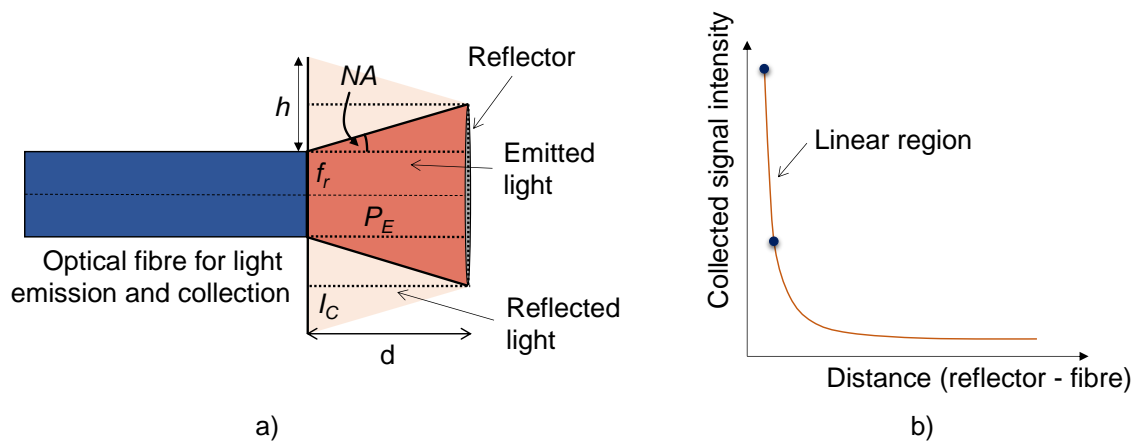 Reflector
NA
h
Emitted
light
f_r
P_E
Optical fibre for light
emission and collection
I_C
Reflected
light
d
a)
Collected signal intensity
Linear region
Distance (reflector - fibre)
b)